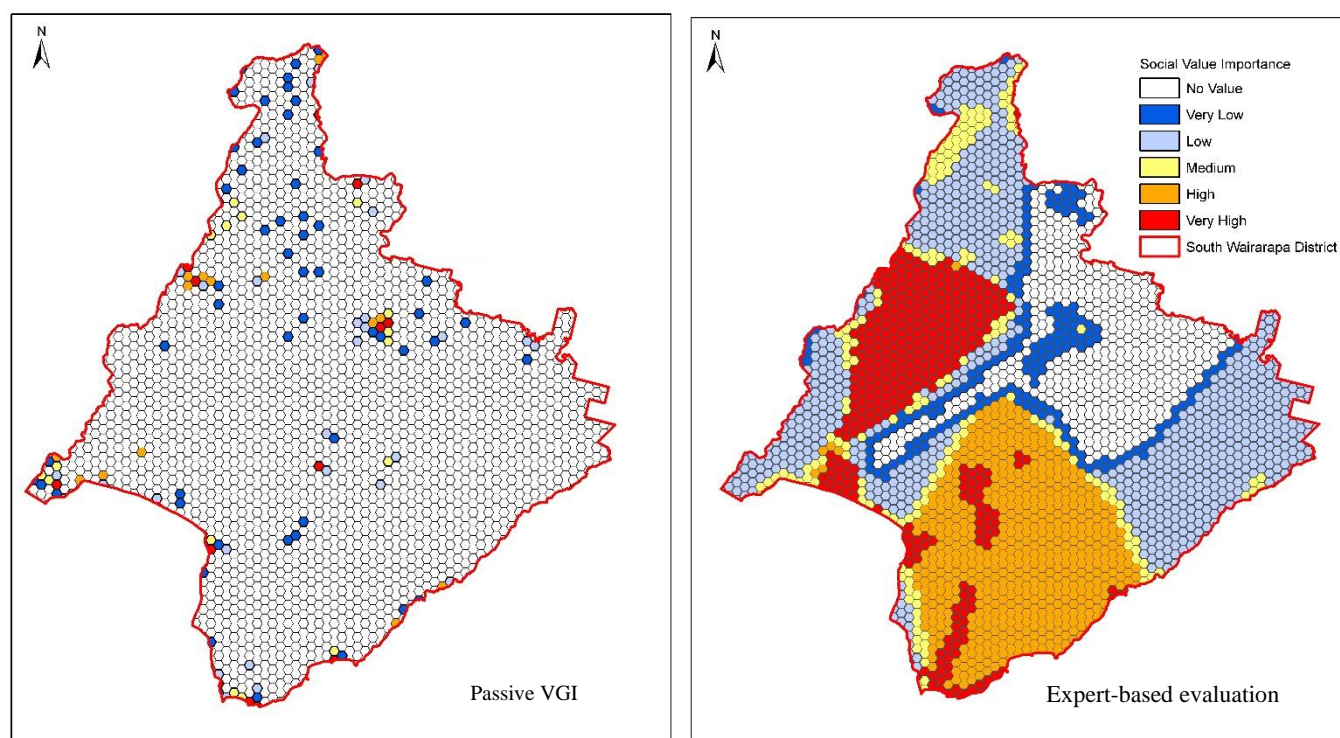 N
Passive VGI
N
Social Value Importance
No Value
Very Low
Low
Medium
High
Very High
South Wairarapa District
Expert-based evaluation